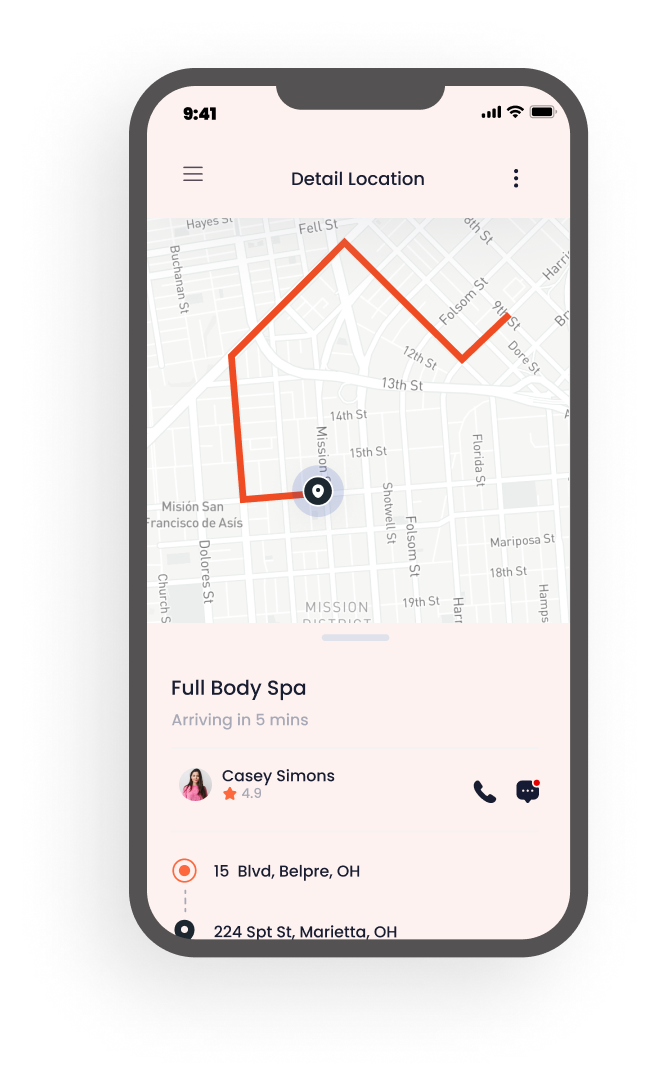 9:41
Detail Location
Hayes St
Fell St
8th St
Buchanan St
Harri
Folsom St
9th St
Br
12th St
Dore St
13th St
14th St
Mission S
15th St
Florida St
Shotwell St
Misión San
Francisco de Asís
Folsom St
Mariposa St
Dolores St
18th St
Church S
19th St
Harr
Hamps
MISSION
DISTRICT
Full Body Spa
Arriving in 5 mins
Casey Simons
4.9
15 Blvd, Belpre, OH
224 Spt St, Marietta, OH